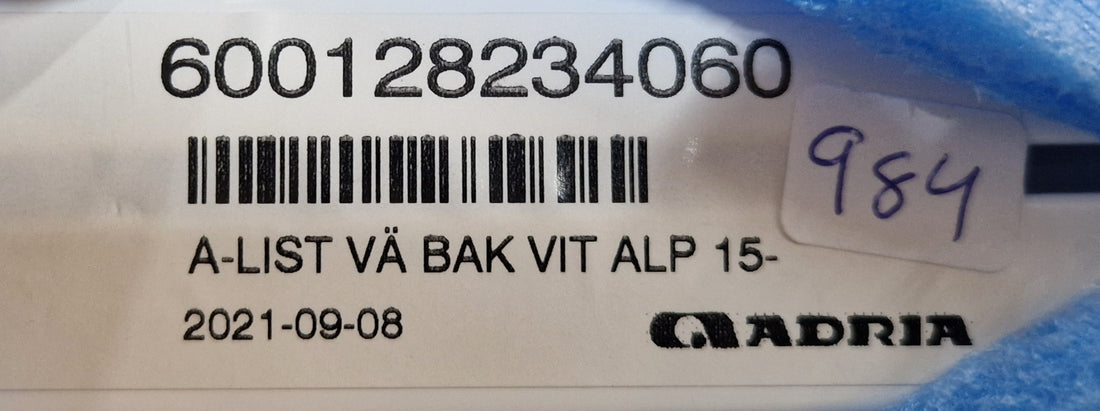 600128234060
984
A-LIST VÄ BAK VIT ALP 15-
2021-09-08
ADRIA